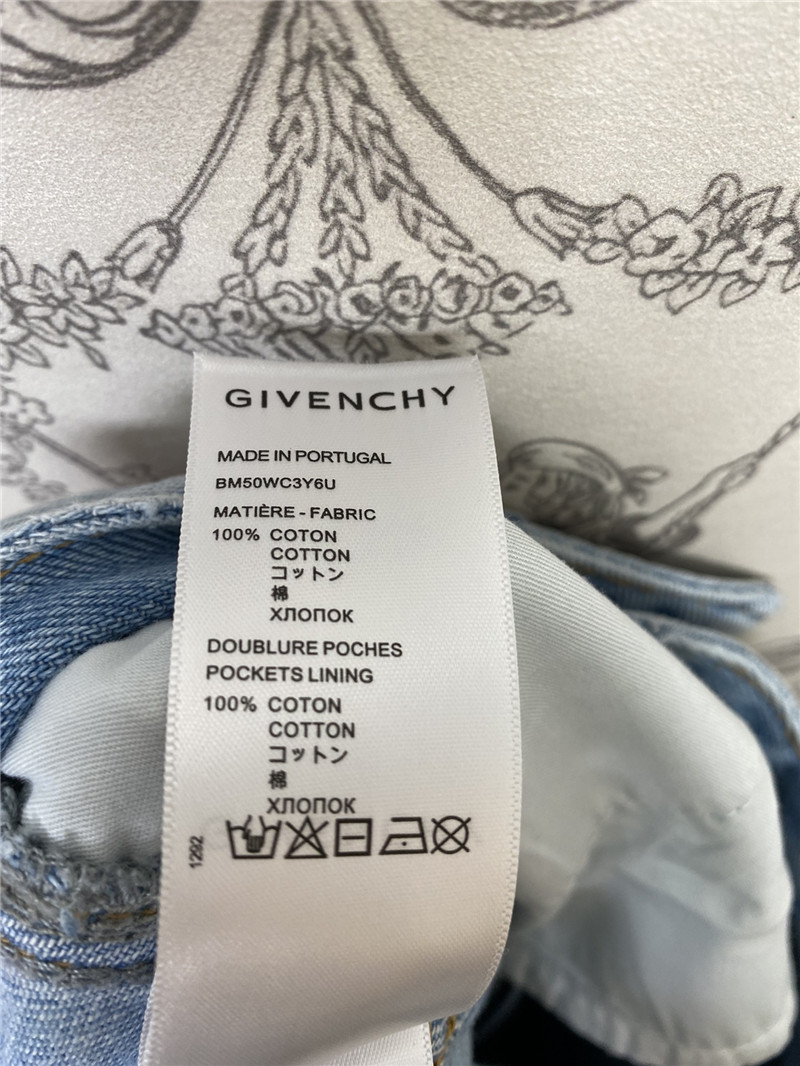 GIVENCHY
MADE IN PORTUGAL
BM50WC3Y6U
MATIÈRE - FABRIC
100% COTON
COTTON
コットン
棉
ХЛОПОК
DOUBLURE POCHES
POCKETS LINING
100% COTON
COTTON
コットン
棉
ХЛОПОК
1292